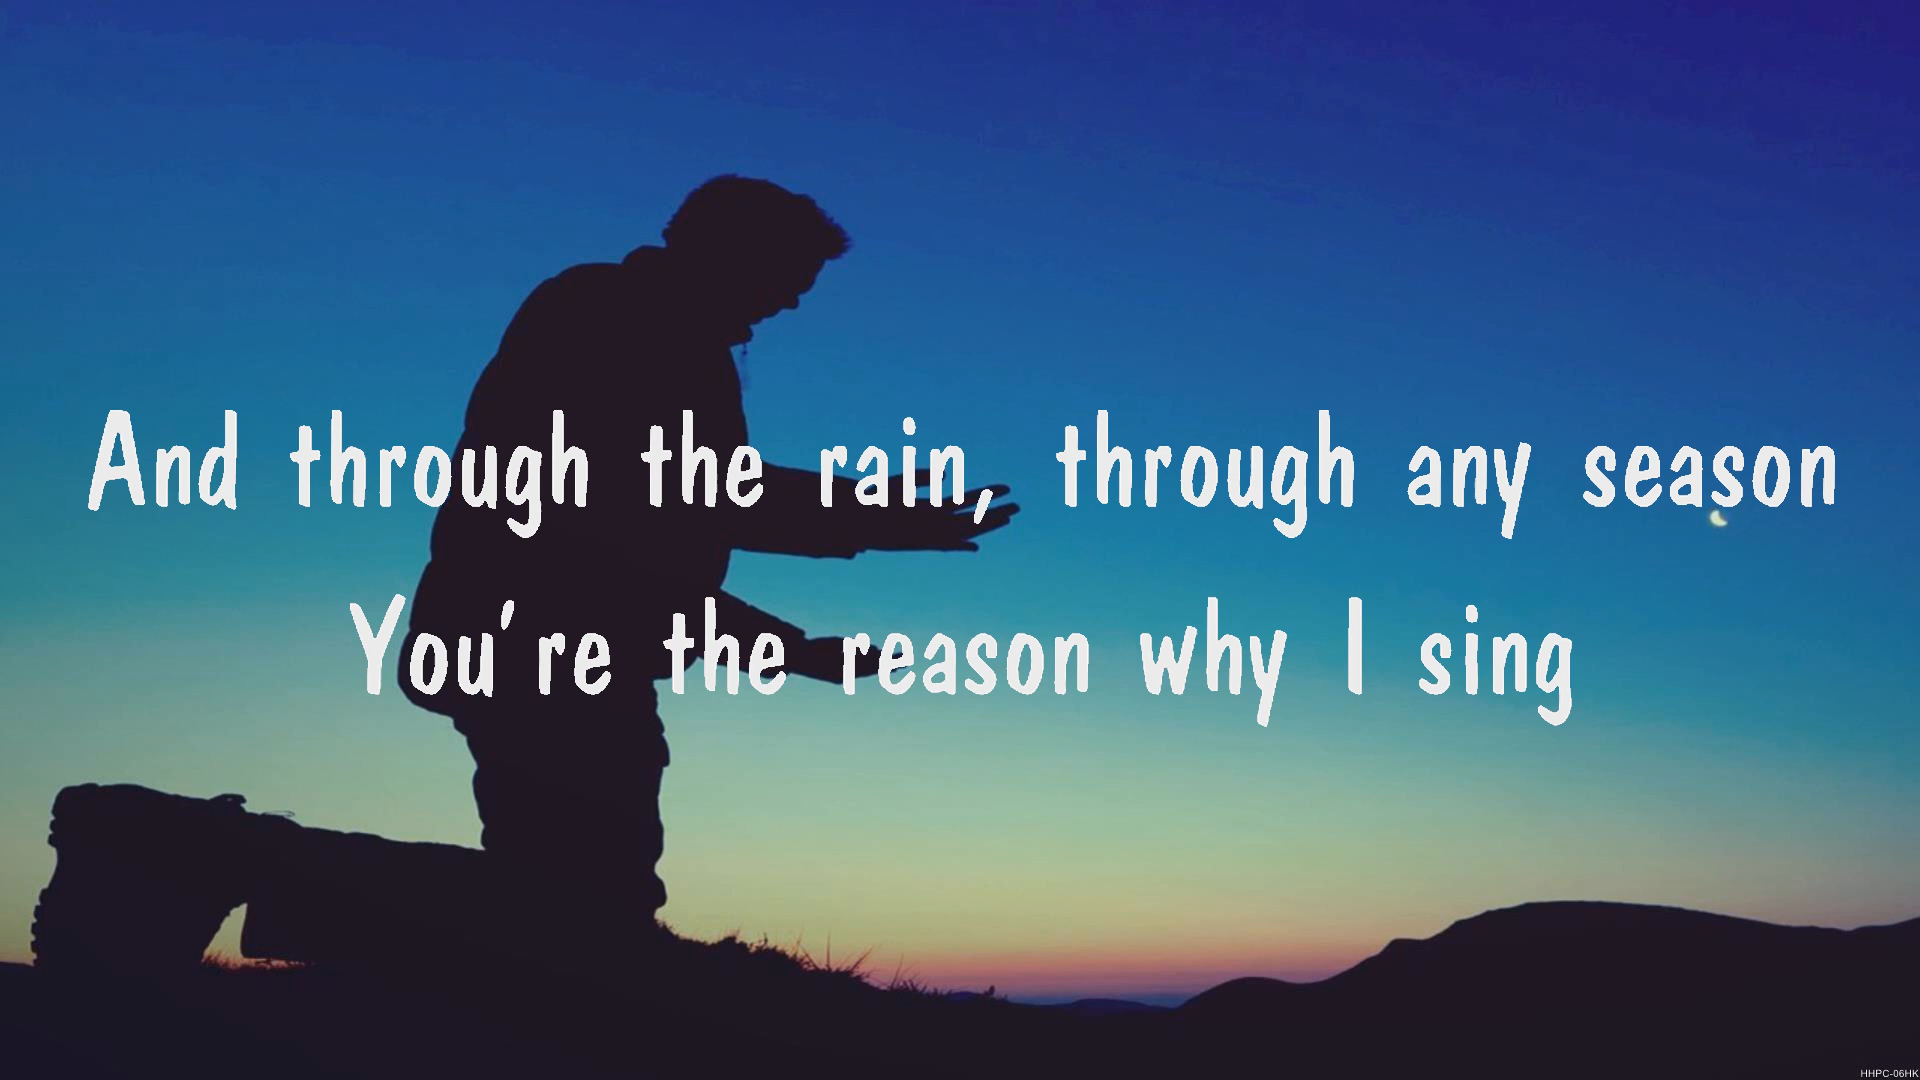 And through the rain, through any season
You're the reason why I sing
HHPC-06HK